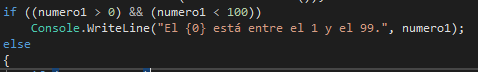 if ((numero1 > 0) && (numero1 < 100))
Console.WriteLine("El {0} está entre el 1 y el 99.", numero1);
else
{